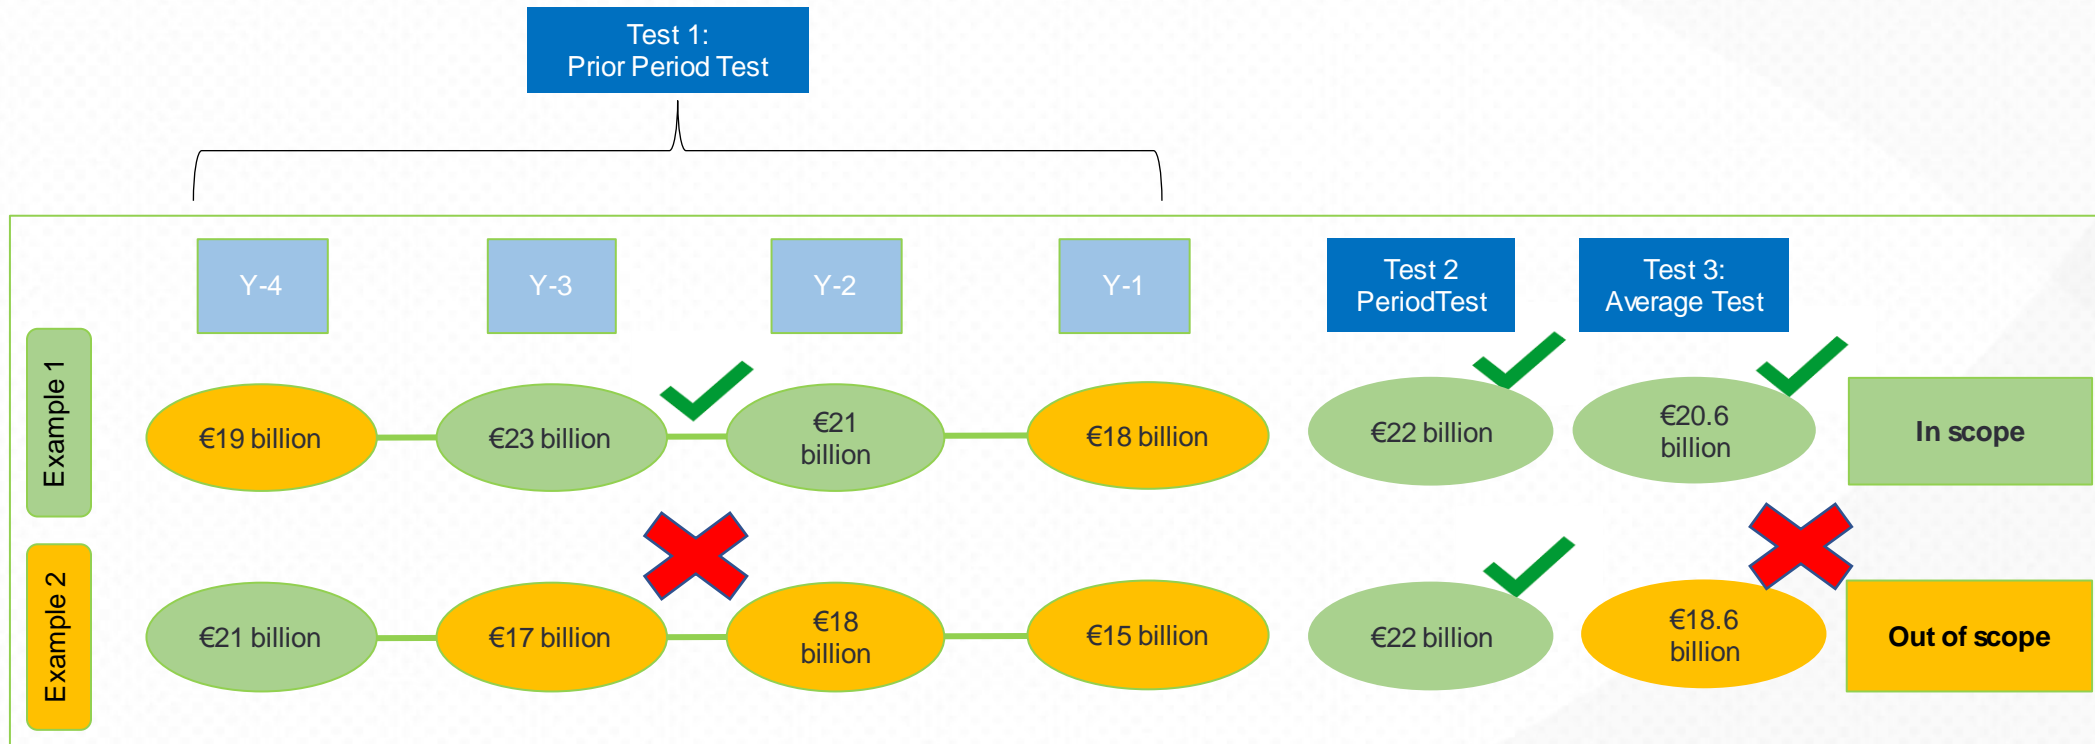 Test 1:
Prior Period Test
Y-4
Y-3
Y-2
Y-1
Test 2
PeriodTest
Test 3:
Average Test
Example 1
€19 billion
€23 billion
€21
billion
€18 billion
€22 billion
€20.6
billion
In scope
Example 2
€21 billion
€17 billion
€18
billion
€15 billion
€22 billion
€18.6
billion
Out of scope